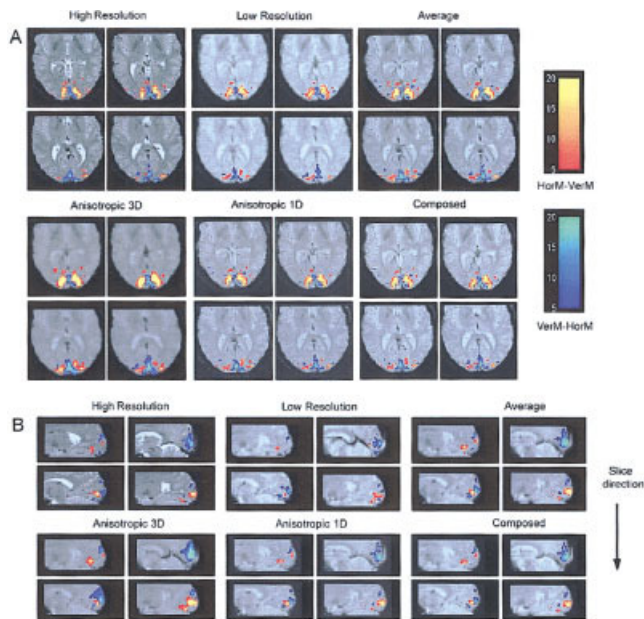 High Resolution Low Resolution Average
A
20
15
10
5
HorM-VerM
Anisotropic 3D Anisotropic 1D Composed
20
15
10
5
VerM-HorM
High Resolution Low Resolution Average
B
Slice
direction
Anisotropic 3D Anisotropic 1D Composed